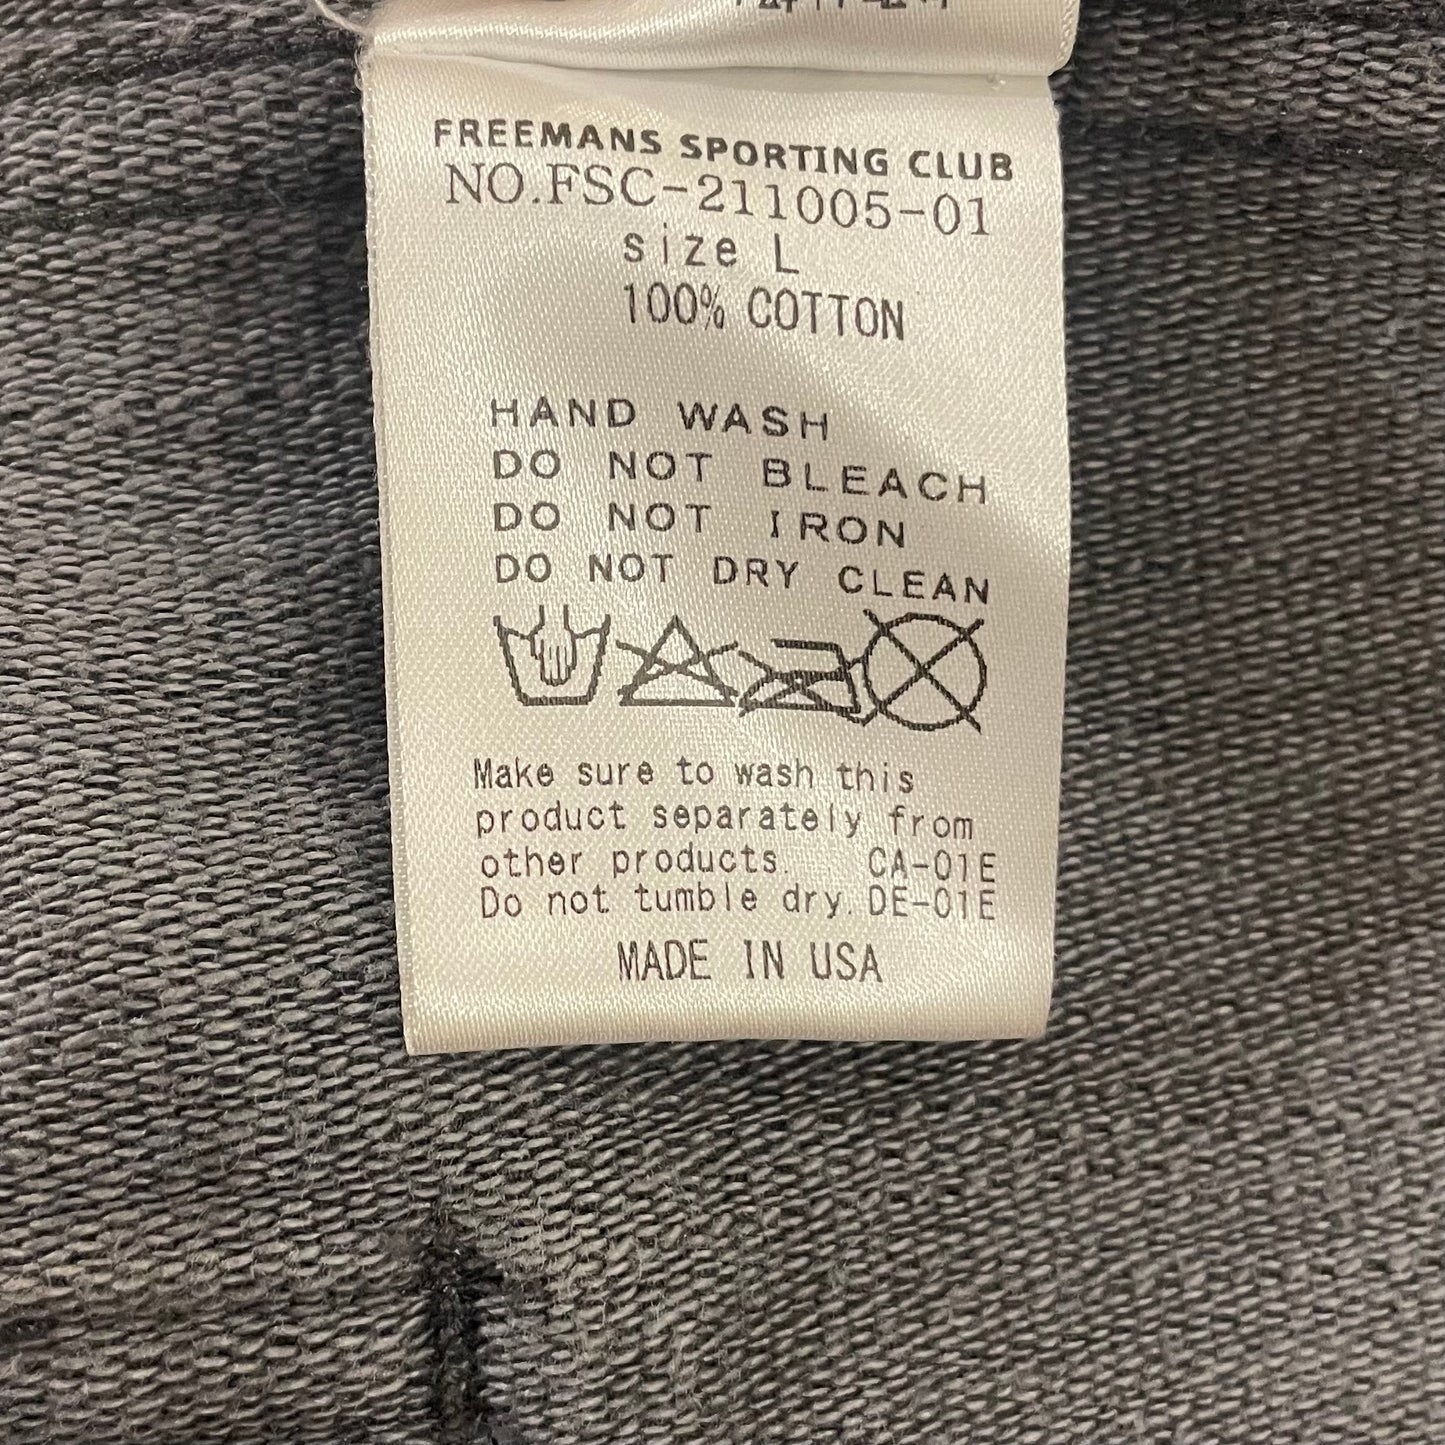 FREEMANS SPORTING CLUB
NO.FSC-211005-01
size L
100% COTTON
HAND WASH
DO NOT BLEACH
DO NOT IRON
DO NOT DRY CLEAN
Make sure to wash this
product separately from
other products. CA-01E
Do not tumble dry. DE-01E
MADE IN USA